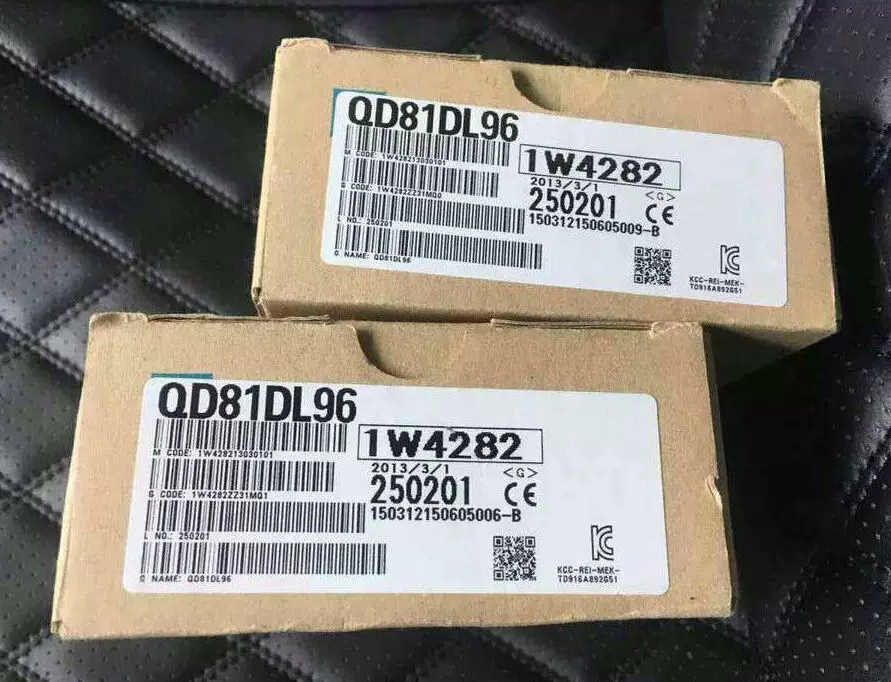 QD81DL96
M CODE: 1W428213030101
1W4282
2013/3/1
G CODE: 1W4282ZZ31MQ0
<G>
250201
CE
150312150605009-B
L NO.: 250201
G NAME: QD81DL96
KCC-REI-MEK-
TD916A892G51
QD81DL96
M CODE: 1W428213030101
1W4282
2013/3/1
<G>
G CODE: 1W4282ZZ31MQ1
250201
CE
150312150605006-B
L NO.: 250201
G NAME: QD81DL96
KCC-REI-MEK-
TD916A892G51